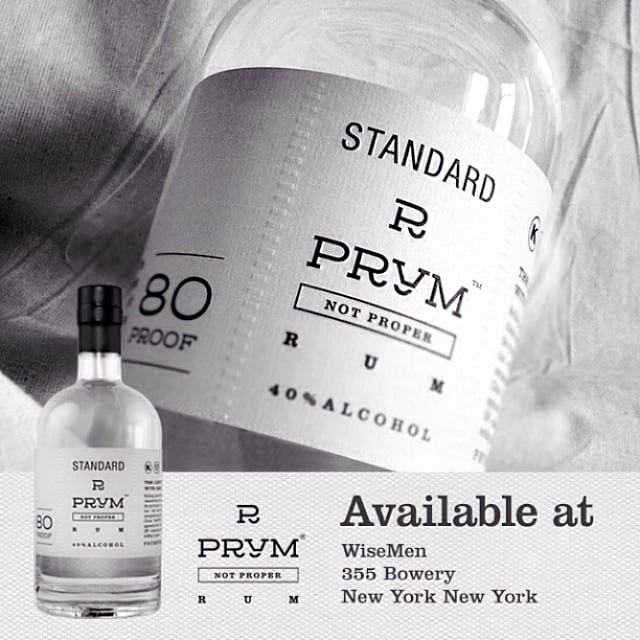 STANDARD
R
PRYM™
NOT PROPER
R U M
40% ALCOHOL
80
PROOF
K
STANDARD
R
PRYM
NOT PROPER
R U M
40% ALCOHOL
80
PROOF
K
R
PRYM®
NOT PROPER
R U M
Available at
WiseMen
355 Bowery
New York New York